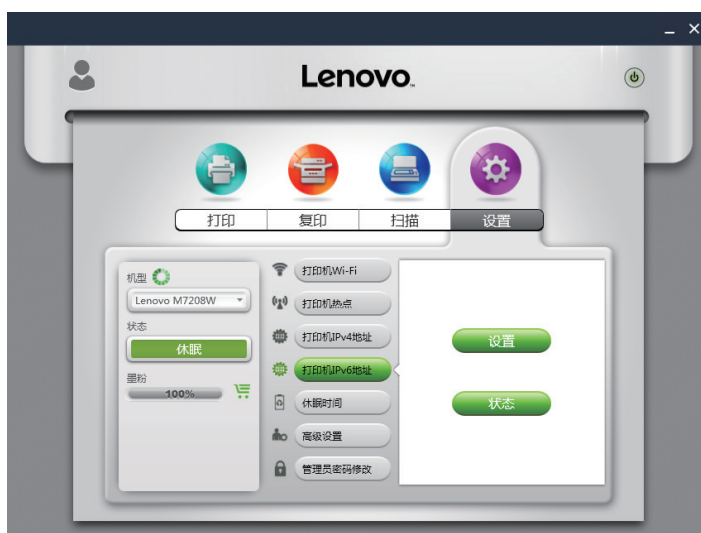 Lenovo
打印
复印
扫描
设置
机型
Lenovo M7208W
状态
休眠
墨粉
100%
打印机Wi-Fi
打印机热点
打印机IPv4地址
打印机IPv6地址
休眠时间
高级设置
管理员密码修改
设置
状态